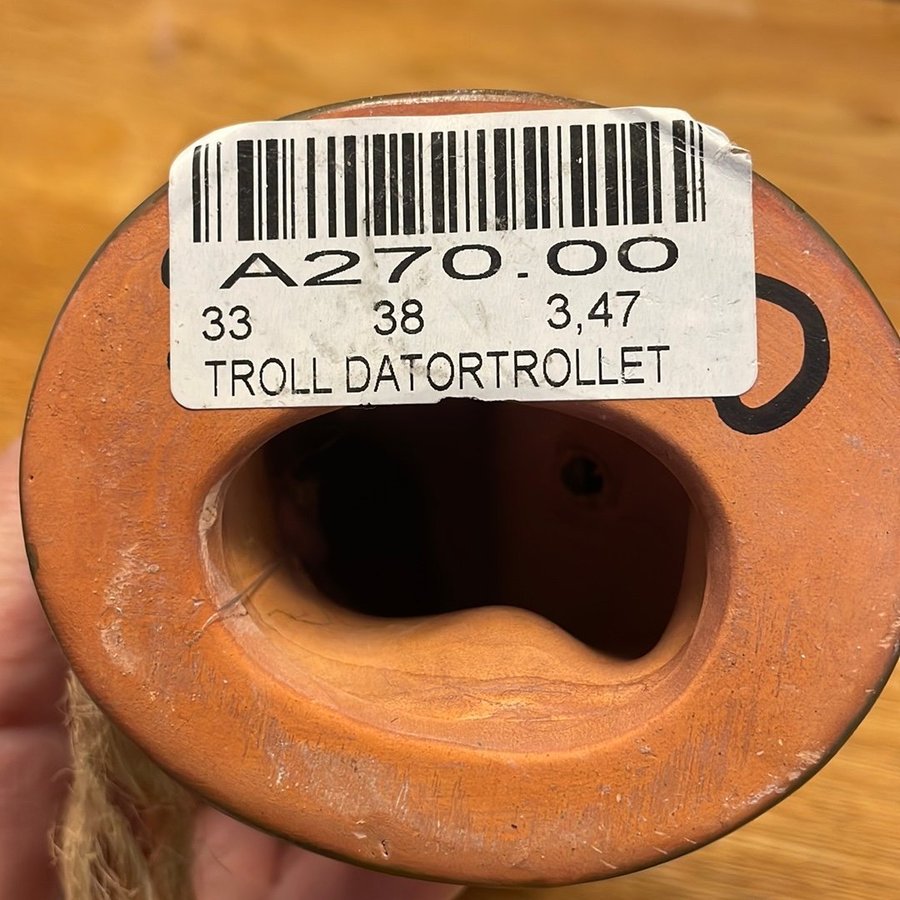 A270.00
33 38 3,47
TROLL DATORTROLLET